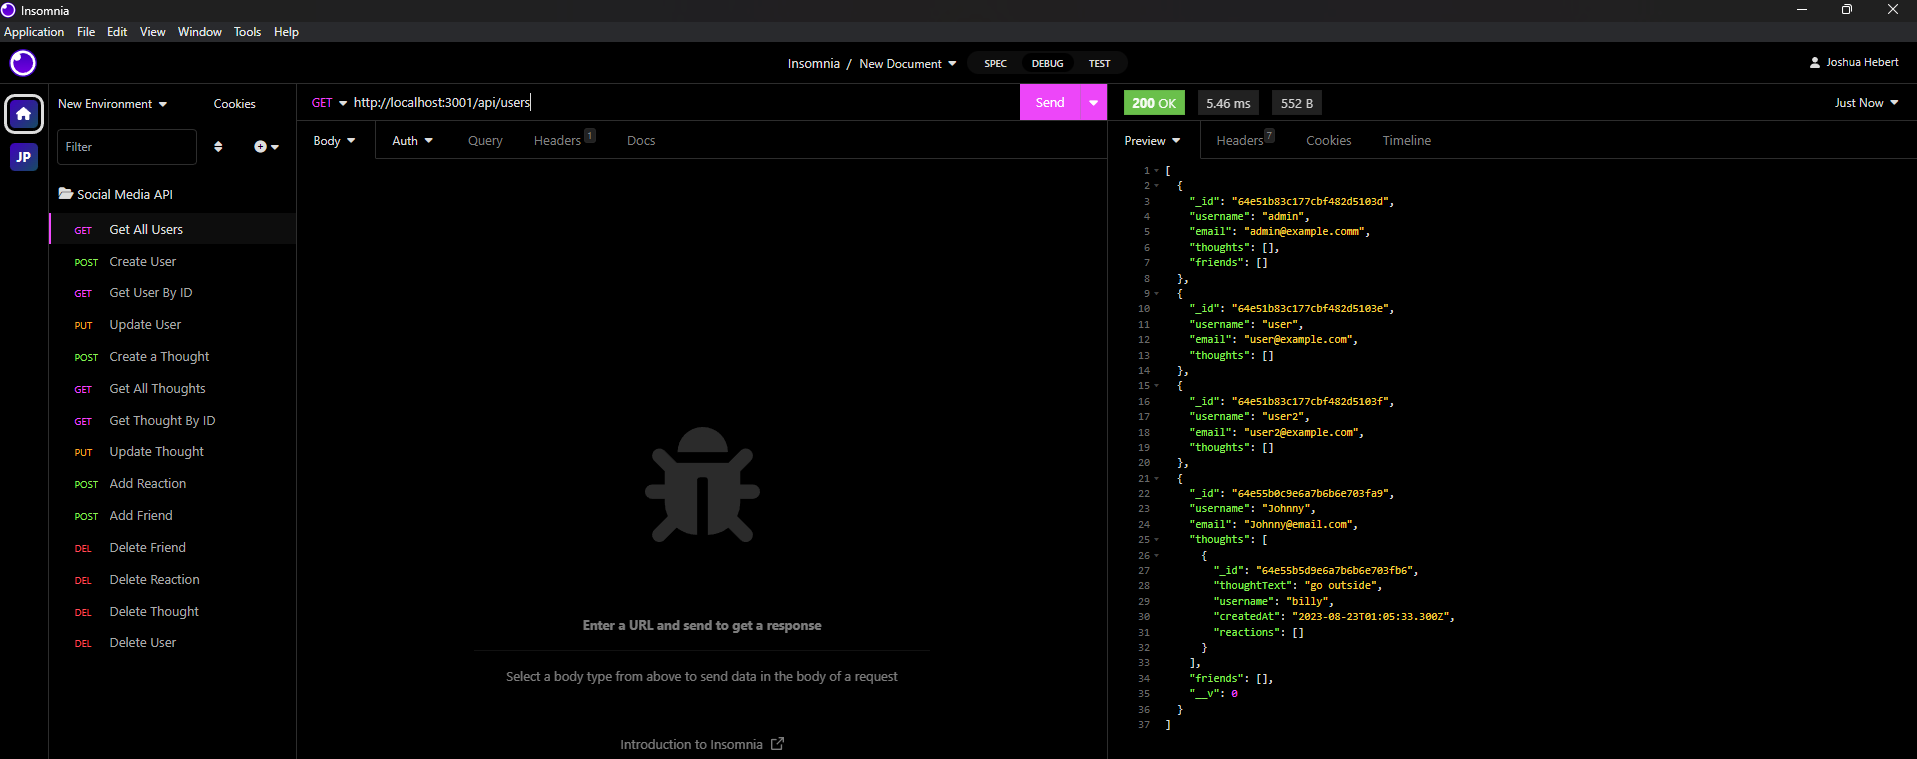 Insomnia
Application File Edit View Window Tools Help
Insomnia / New Document SPEC DEBUG TEST Joshua Hebert
JP
New Environment Cookies
Filter
Social Media API
GET Get All Users
POST Create User
GET Get User By ID
PUT Update User
POST Create a Thought
GET Get All Thoughts
GET Get Thought By ID
PUT Update Thought
POST Add Reaction
POST Add Friend
DEL Delete Friend
DEL Delete Reaction
DEL Delete Thought
DEL Delete User
GET http://localhost:3001/api/users Send
Body Auth Query Headers 1 Docs
Enter a URL and send to get a response
Select a body type from above to send data in the body of a request
Introduction to Insomnia
200 OK 5.46 ms 552 B Just Now
Preview Headers 7 Cookies Timeline
1 [
2 {
3 "_id": "64e51b83c177cbf482d5103d",
4 "username": "admin",
5 "email": "admin@example.comm",
6 "thoughts": [],
7 "friends": []
8 },
9 {
10 "_id": "64e51b83c177cbf482d5103e",
11 "username": "user",
12 "email": "user@example.com",
13 "thoughts": []
14 },
15 {
16 "_id": "64e51b83c177cbf482d5103f",
17 "username": "user2",
18 "email": "user2@example.com",
19 "thoughts": []
20 },
21 {
22 "_id": "64e55b0c9e6a7b6b6e703fa9",
23 "username": "Johnny",
24 "email": "Johnny@email.com",
25 "thoughts": [
26 {
27 "_id": "64e55b5d9e6a7b6b6e703fb6",
28 "thoughtText": "go outside",
29 "username": "billy",
30 "createdAt": "2023-08-23T01:05:33.300Z",
31 "reactions": []
32 }
33 ],
34 "friends": [],
35 "__v": 0
36 }
37 ]